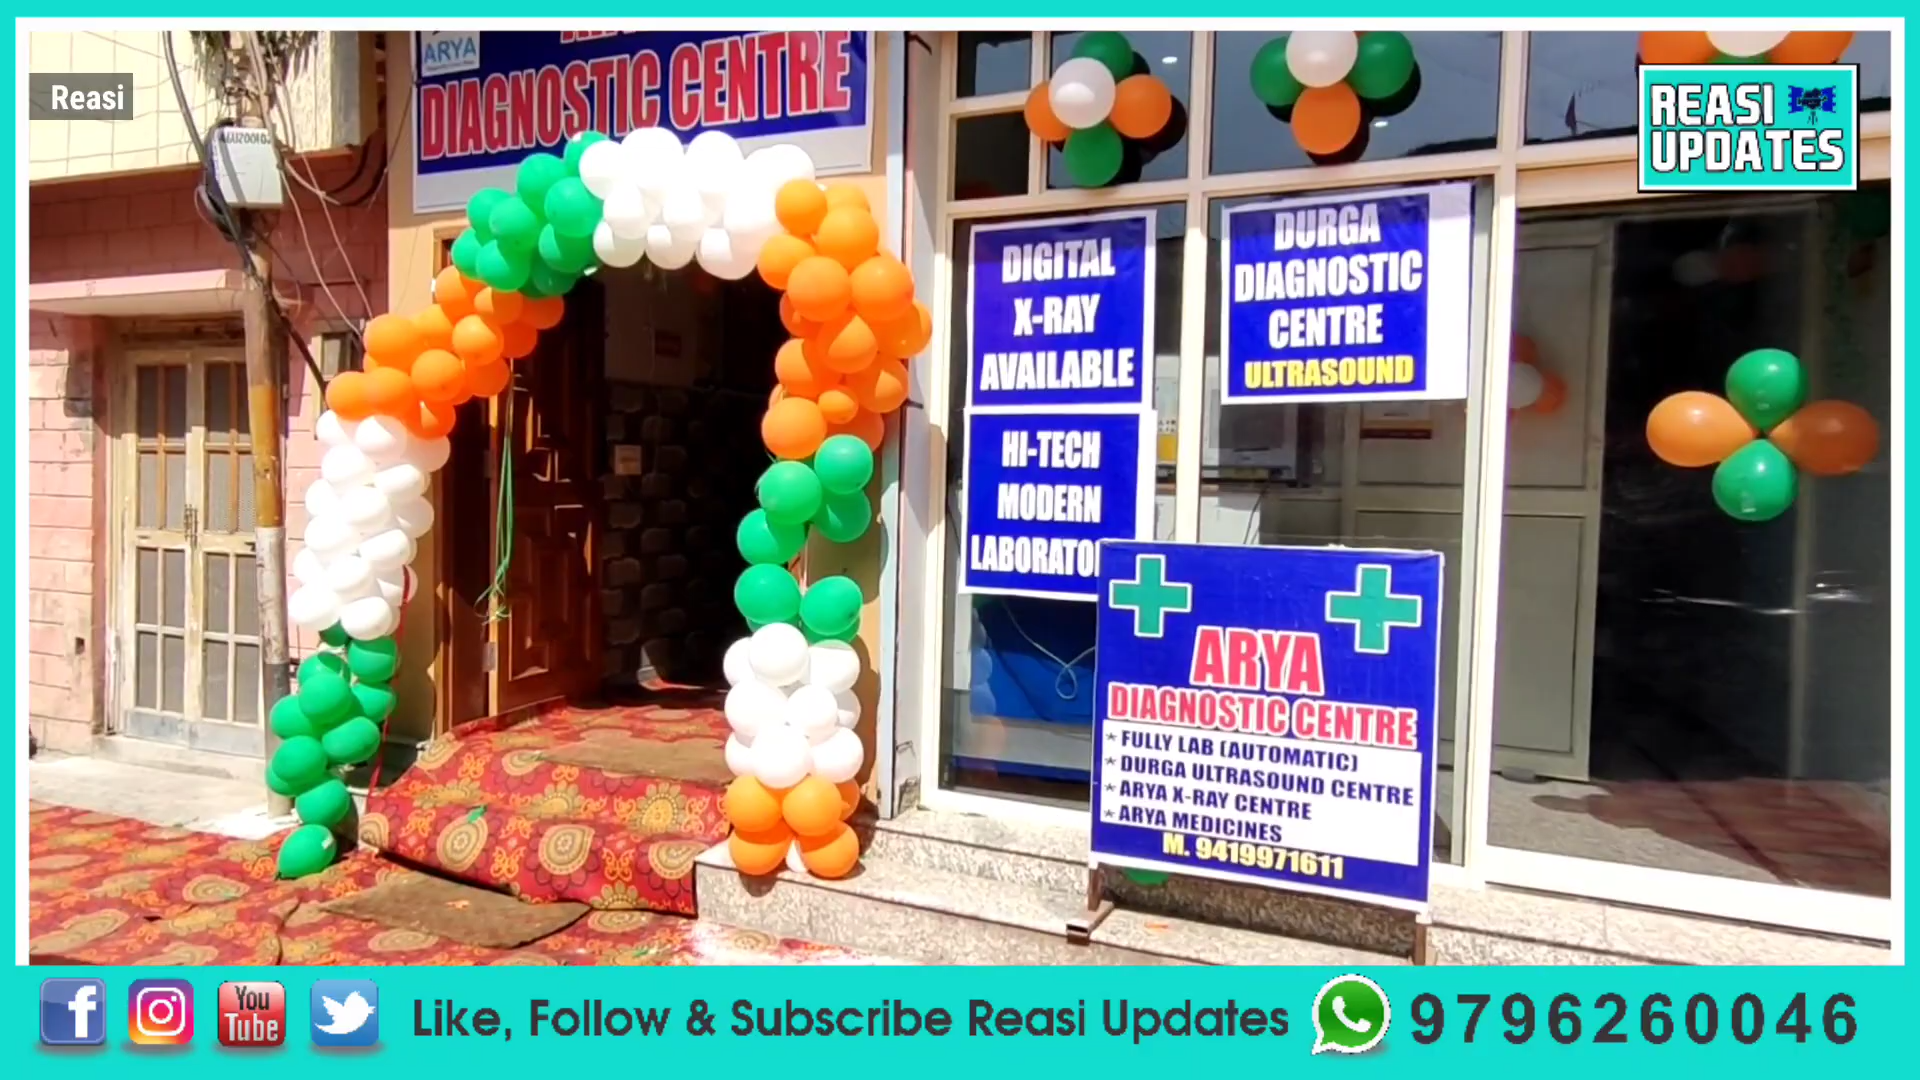 Reasi
ARYA
DIAGNOSTIC CENTRE
REASI
UPDATES
DIGITAL
X-RAY
AVAILABLE
DURGA
DIAGNOSTIC
CENTRE
ULTRASOUND
HI-TECH
MODERN
LABORATO
ARYA
DIAGNOSTIC CENTRE
* FULLY LAB (AUTOMATIC)
* DURGA ULTRASOUND CENTRE
* ARYA X-RAY CENTRE
* ARYA MEDICINES
M. 9419971611
f
You
Tube
Like, Follow & Subscribe Reasi Updates
9796260046